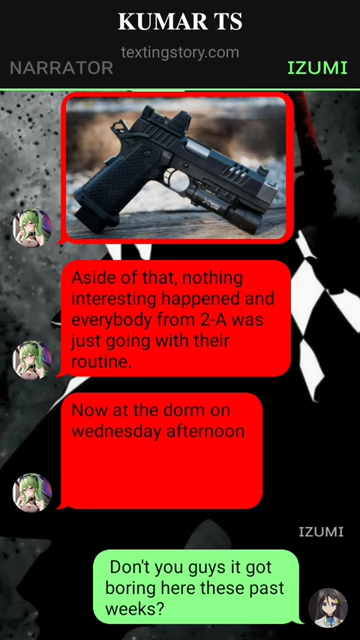 KUMAR TS
textingstory.com
NARRATOR
IZUMI
Aside of that, nothing
interesting happened and
everybody from 2-A was
just going with their
routine.
Now at the dorm on
wednesday afternoon
IZUMI
Don't you guys it got
boring here these past
weeks?